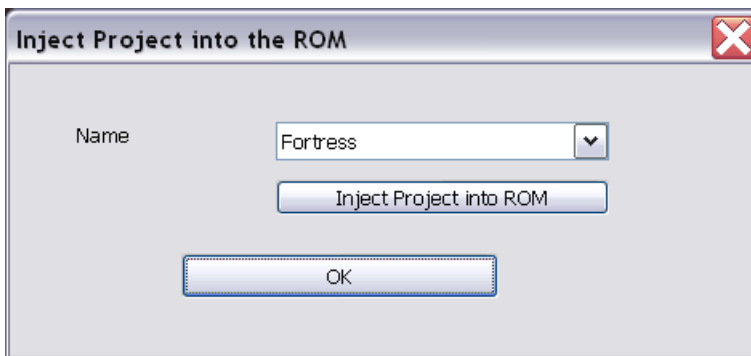 Inject Project into the ROM
Name
Fortress
Inject Project into ROM
OK